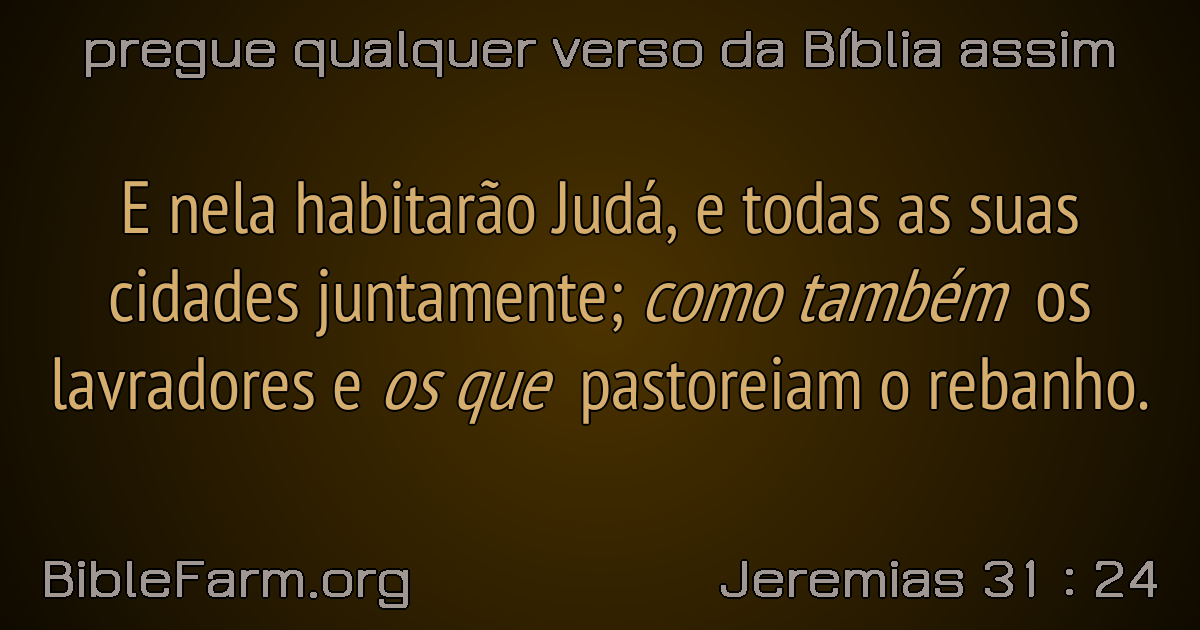 pregue qualquer verso da Bíblia assim
E nela habitarão Judá, e todas as suas
cidades juntamente; como também os
lavradores e os que pastoreiam o rebanho.
BibleFarm.org
Jeremias 31 : 24